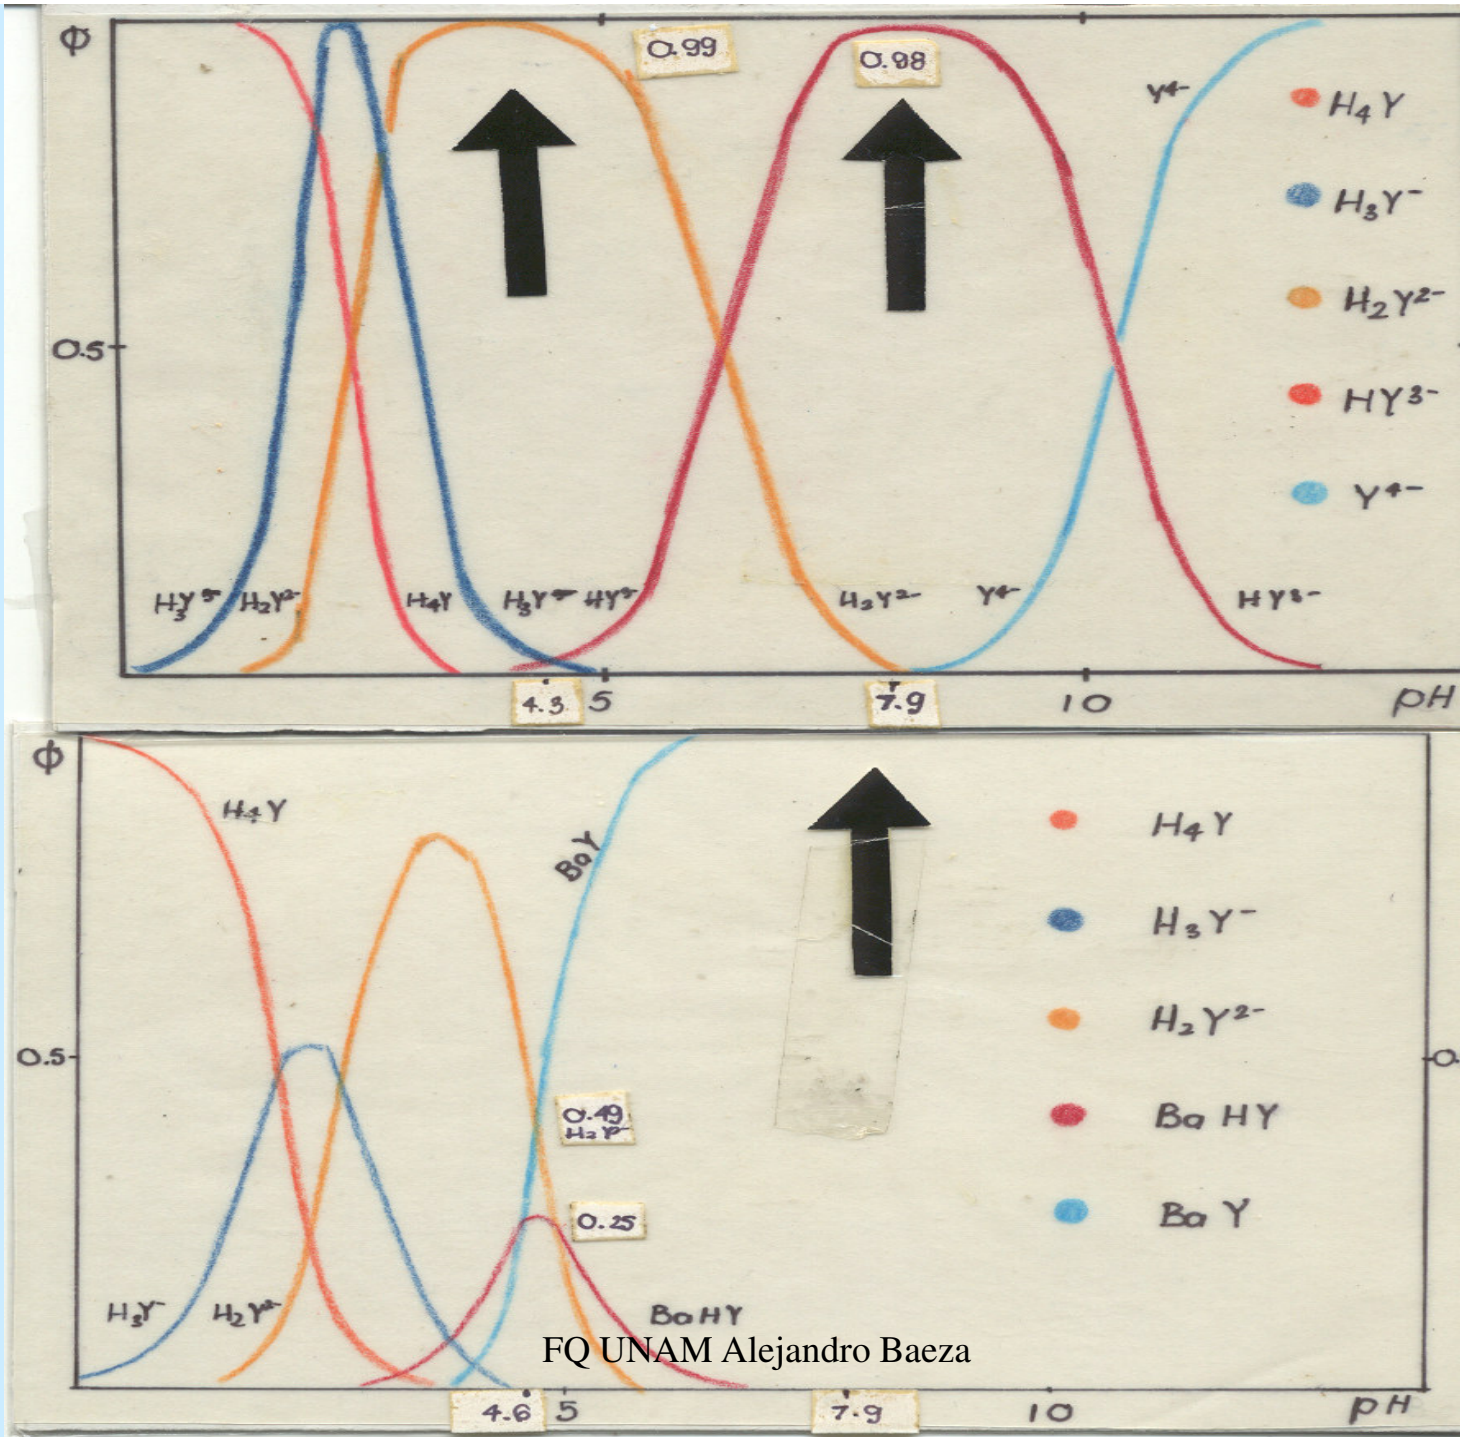 Φ
0.99
0.98
Y4-
H4Y
H3Y-
H2Y2-
0.5
HY3-
Y4-
H3Y-
H2Y2-
H4Y
H3Y
HY3-
H2Y2-
Y4-
HY3-
4.3
5
7.9
10
pH
Φ
H4Y
BaY
H4Y
H3Y-
H2Y2-
0.5
0.
0.49
H2Y2-
BaHY
0.25
BaY
H3Y-
H2Y2-
BaHY
FQ UNAM Alejandro Baeza
4.6
5
7.9
10
pH